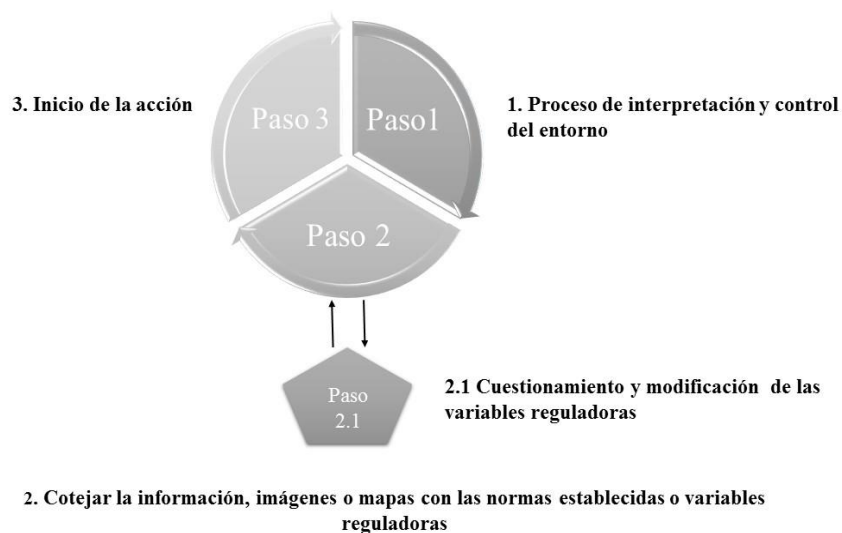 3. Inicio de la acción
Paso 3
Paso1
1. Proceso de interpretación y control
del entorno
Paso 2
Paso
2.1
2.1 Cuestionamiento y modificación de las
variables reguladoras
2. Cotejar la información, imágenes o mapas con las normas establecidas o variables
reguladoras